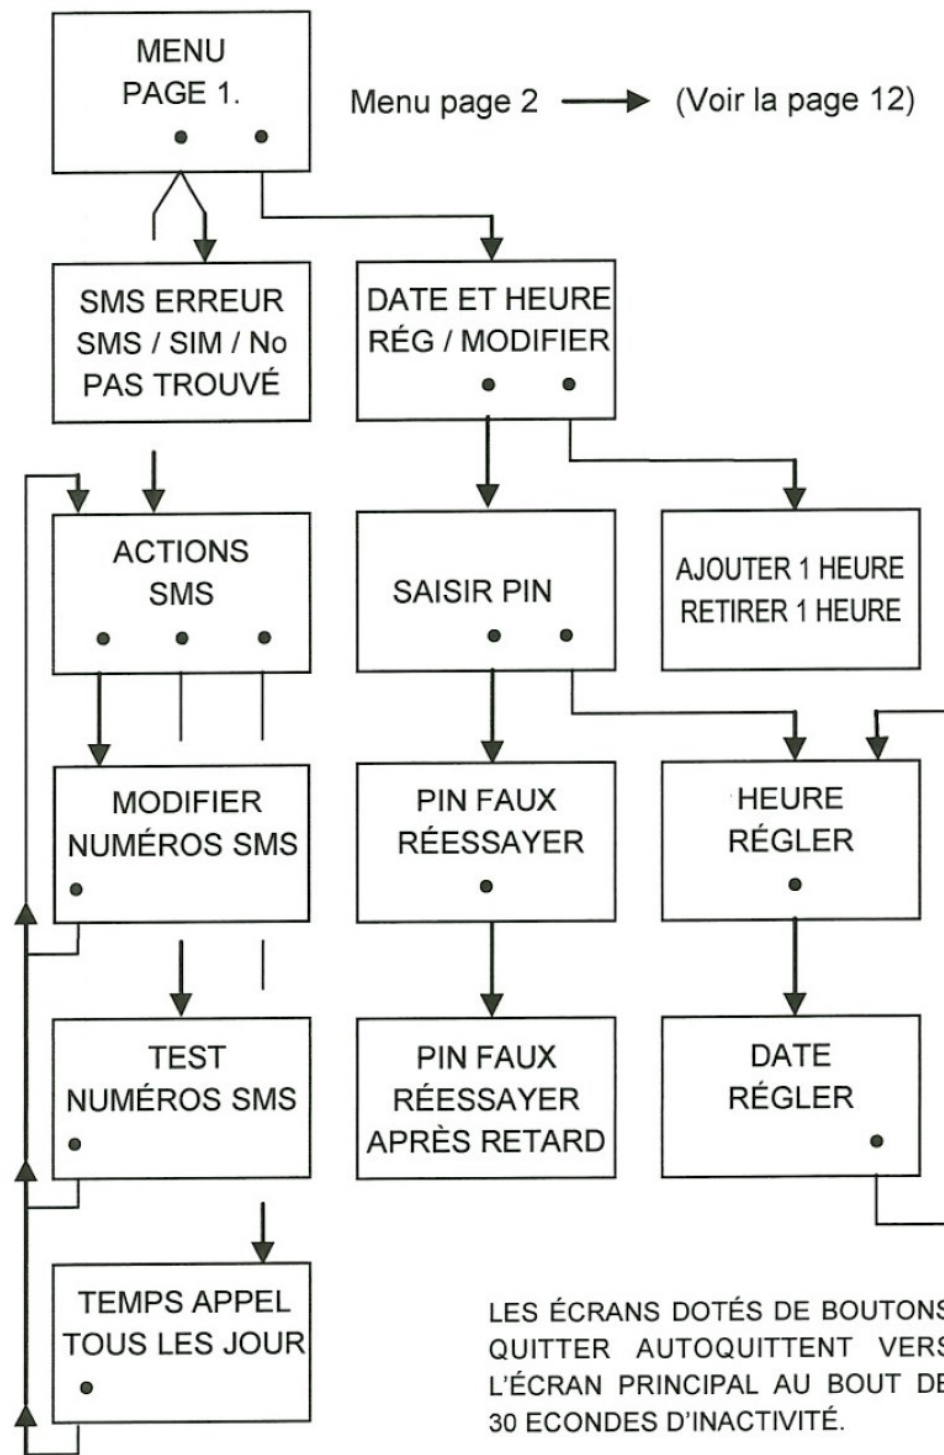 MENU
PAGE 1.
Menu page 2 (Voir la page 12)
SMS ERREUR
SMS / SIM / No
PAS TROUVÉ
DATE ET HEURE
RÉG / MODIFIER
ACTIONS
SMS
SAISIR PIN
AJOUTER 1 HEURE
RETIRER 1 HEURE
MODIFIER
NUMÉROS SMS
PIN FAUX
RÉESSAYER
HEURE
RÉGLER
TEST
NUMÉROS SMS
PIN FAUX
RÉESSAYER
APRÈS RETARD
DATE
RÉGLER
TEMPS APPEL
TOUS LES JOUR
LES ÉCRANS DOTÉS DE BOUTONS
QUITTER AUTOQUITTENT VERS
L'ÉCRAN PRINCIPAL AU BOUT DE
30 ECONDES D'INACTIVITÉ.